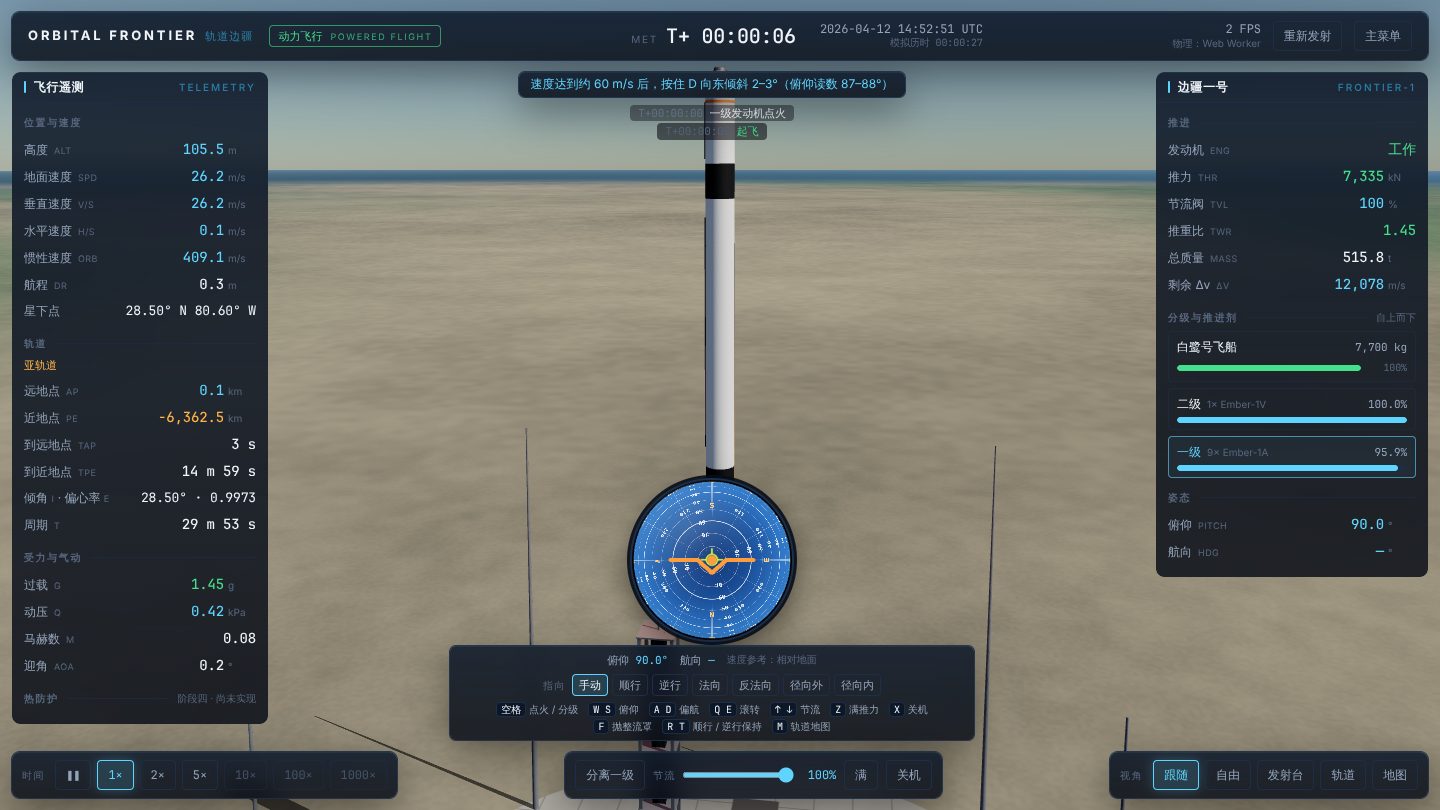 ORBITAL FRONTIER 轨道边疆 动力飞行 POWERED FLIGHT
MET T+ 00:00:06
2026-04-12 14:52:51 UTC
模拟历时 00:00:27
2 FPS
物理：Web Worker
重新发射 主菜单
飞行遥测 TELEMETRY
位置与速度
高度 ALT 105.5 m
地面速度 SPD 26.2 m/s
垂直速度 V/S 26.2 m/s
水平速度 H/S 0.1 m/s
惯性速度 ORB 409.1 m/s
航程 DR 0.3 m
星下点 28.50° N 80.60° W
轨道
亚轨道
远地点 AP 0.1 km
近地点 PE -6,362.5 km
到远地点 TAP 3 s
到近地点 TPE 14 m 59 s
倾角 I · 偏心率 E 28.50° · 0.9973
周期 T 29 m 53 s
受力与气动
过载 G 1.45 g
动压 Q 0.42 kPa
马赫数 M 0.08
迎角 AOA 0.2 °
热防护 阶段四 · 尚未实现
速度达到约 60 m/s 后，按住 D 向东倾斜 2–3°（俯仰读数 87–88°）
T+00:00:00 一级发动机点火
T+00:00:00 起飞
边疆一号 FRONTIER-1
推进
发动机 ENG 工作
推力 THR 7,335 kN
节流阀 TVL 100 %
推重比 TWR 1.45
总质量 MASS 515.8 t
剩余 Δv ΔV 12,078 m/s
分级与推进剂 自上而下
白鹭号飞船 7,700 kg
100%
二级 1× Ember-1V 100.0%
一级 9× Ember-1A 95.9%
姿态
俯仰 PITCH 90.0 °
航向 HDG — °
S
E
N
俯仰 90.0° 航向 — 速度参考：相对地面
指向 手动 顺行 逆行 法向 反法向 径向外 径向内
空格 点火 / 分级 W S 俯仰 A D 偏航 Q E 滚转 ↑ ↓ 节流 Z 满推力 X 关机
F 抛整流罩 R T 顺行 / 逆行保持 M 轨道地图
时间 1× 2× 5× 10× 100× 1000×
分离一级 节流 100% 满 关机
视角 跟随 自由 发射台 轨道 地图